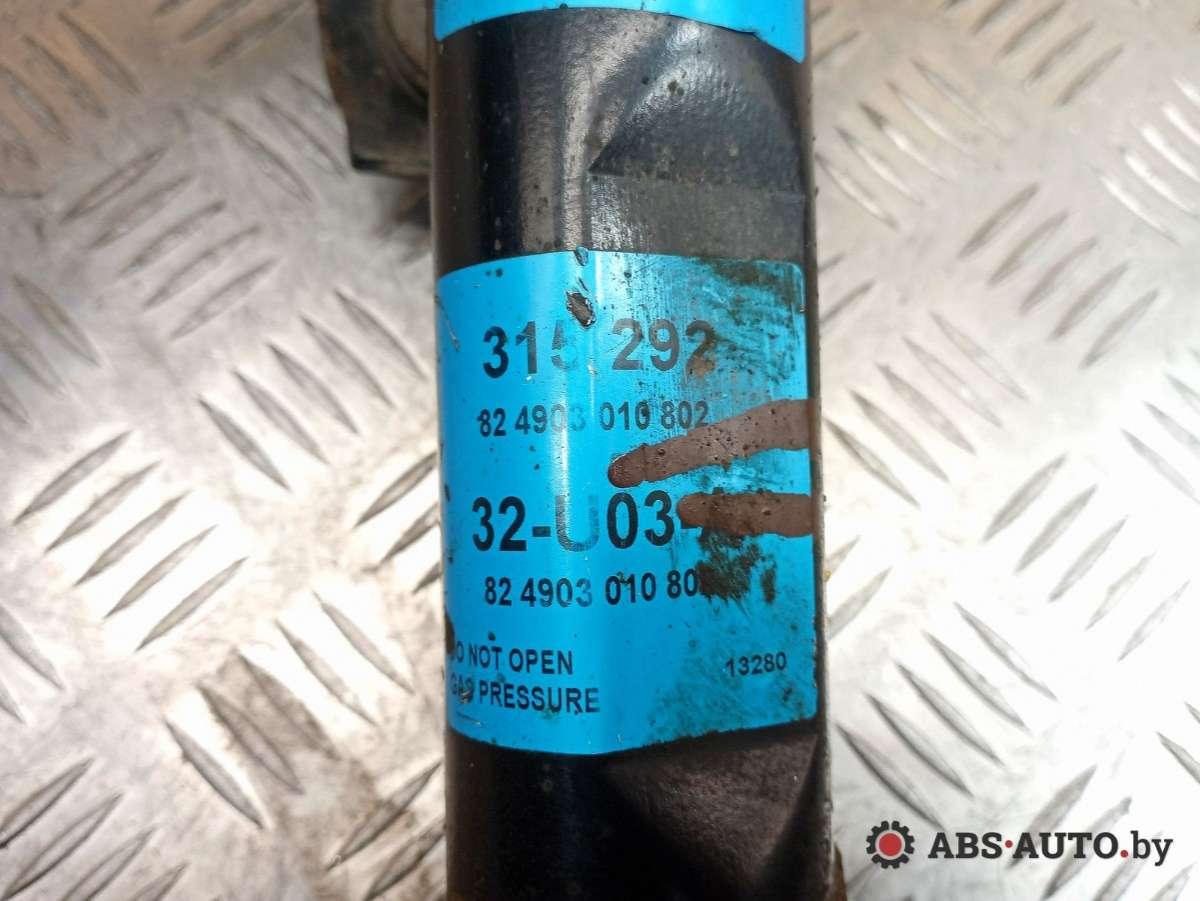 315 292
82 4903 010 802
32-U03-
82 4903 010 80
DO NOT OPEN
GAS PRESSURE
13280
ABS-AUTO.by